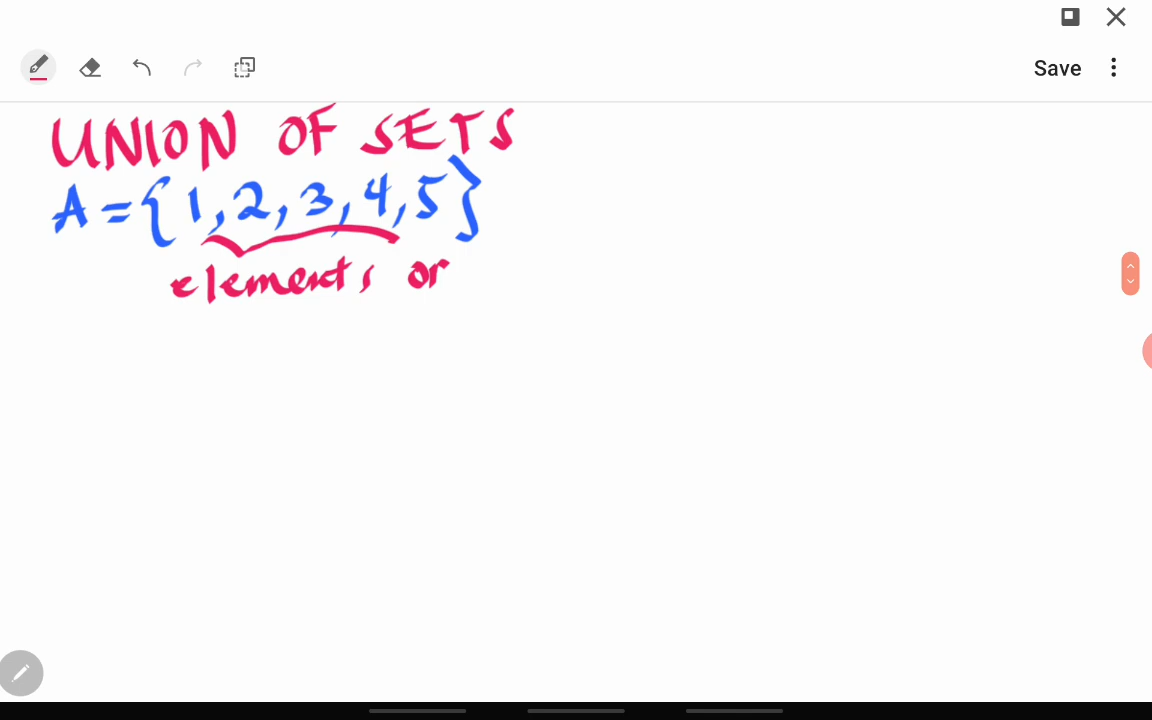 Save
UNION OF SETS
A={1,2,3,4,5}
elements or